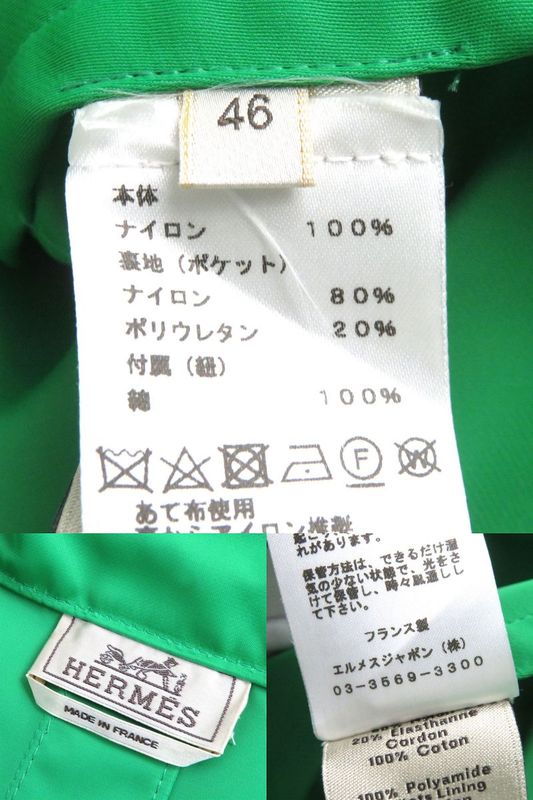 46
本体
ナイロン 100%
裏地（ポケット）
ナイロン 80%
ポリウレタン 20%
付属（紐）
綿 100%
F
W
あて布使用
れがあります。
保管方法は、できるだけ湿
気の少ない状態で、光をさ
けて保管し、時々風通しし
て下さい。
フランス製
エルメスジャポン（株）
03-3569-3300
HERMÈS
MADE IN FRANCE
20% Elasthanne
Cordon
100% Coton
100% Polyamide
Lining